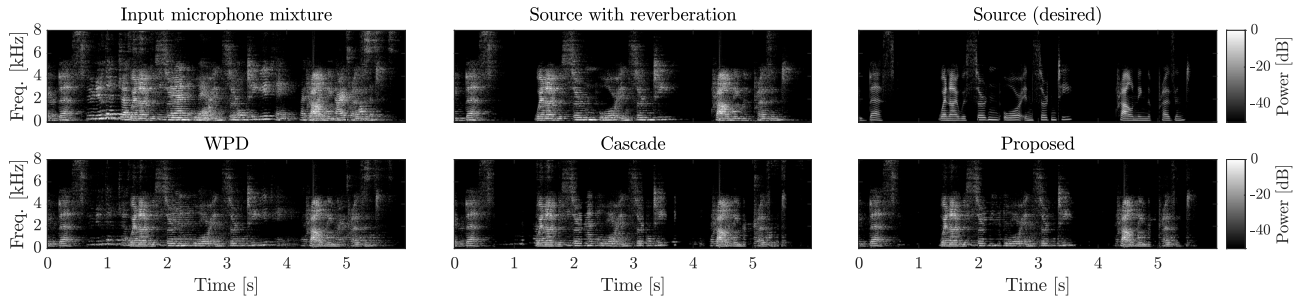 Input microphone mixture
Source with reverberation
Source (desired)
Freq. [kHz]
8
6
4
2
0
0
-20
-40
Power [dB]
WPD
Cascade
Proposed
Freq. [kHz]
8
6
4
2
0
0
-20
-40
Power [dB]
0 1 2 3 4 5
0 1 2 3 4 5
0 1 2 3 4 5
Time [s]
Time [s]
Time [s]